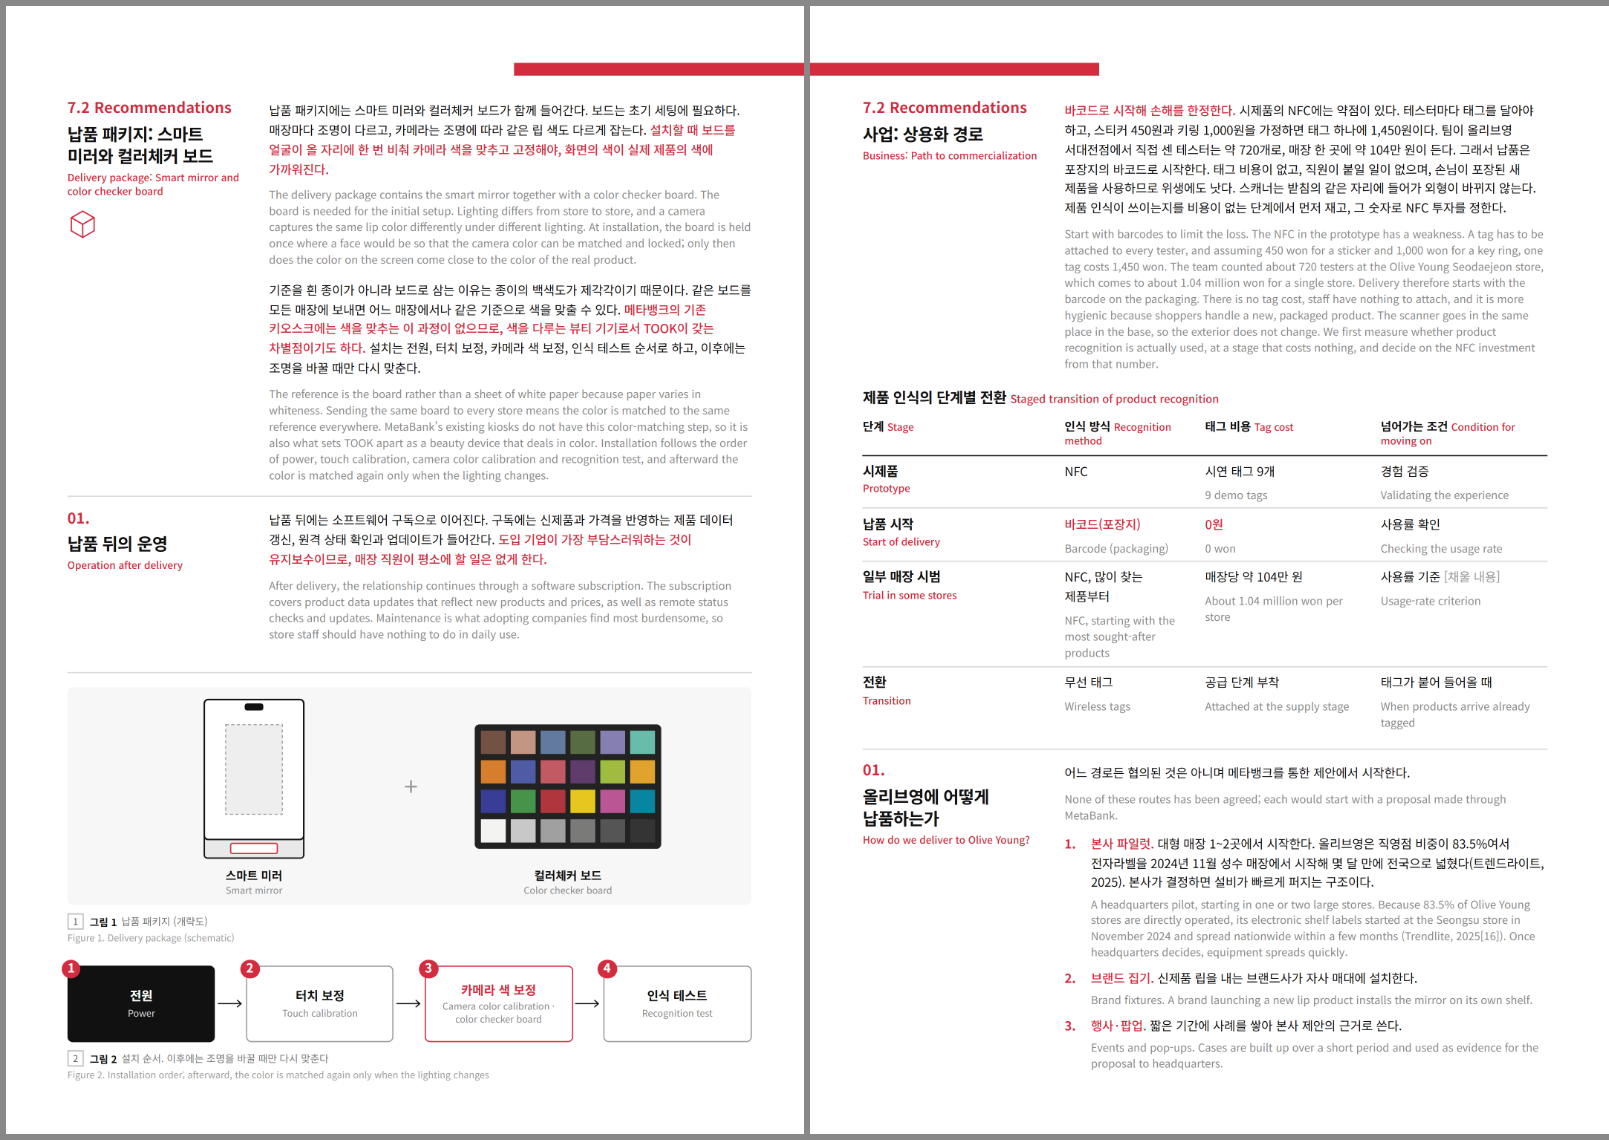 7.2 Recommendations
납품 패키지: 스마트
미러와 컬러체커 보드
Delivery package: Smart mirror and
color checker board
납품 패키지에는 스마트 미러와 컬러체커 보드가 함께 들어간다. 보드는 초기 세팅에 필요하다.
매장마다 조명이 다르고, 카메라는 조명에 따라 같은 립 색도 다르게 잡는다. 설치할 때 보드를
얼굴이 올 자리에 한 번 비춰 카메라 색을 맞추고 고정해야, 화면의 색이 실제 제품의 색에
가까워진다.
The delivery package contains the smart mirror together with a color checker board. The
board is needed for the initial setup. Lighting differs from store to store, and a camera
captures the same lip color differently under different lighting. At installation, the board is held
once where a face would be so that the camera color can be matched and locked; only then
does the color on the screen come close to the color of the real product.
기준을 흰 종이가 아니라 보드로 삼는 이유는 종이의 백색도가 제각각이기 때문이다. 같은 보드를
모든 매장에 보내면 어느 매장에서나 같은 기준으로 색을 맞출 수 있다. 메타뱅크의 기존
키오스크에는 색을 맞추는 이 과정이 없으므로, 색을 다루는 뷰티 기기로서 TOOK이 갖는
차별점이기도 하다. 설치는 전원, 터치 보정, 카메라 색 보정, 인식 테스트 순서로 하고, 이후에는
조명을 바꿀 때만 다시 맞춘다.
The reference is the board rather than a sheet of white paper because paper varies in
whiteness. Sending the same board to every store means the color is matched to the same
reference everywhere. MetaBank's existing kiosks do not have this color-matching step, so it is
also what sets TOOK apart as a beauty device that deals in color. Installation follows the order
of power, touch calibration, camera color calibration and recognition test, and afterward the
color is matched again only when the lighting changes.
01.
납품 뒤의 운영
Operation after delivery
납품 뒤에는 소프트웨어 구독으로 이어진다. 구독에는 신제품과 가격을 반영하는 제품 데이터
갱신, 원격 상태 확인과 업데이트가 들어간다. 도입 기업이 가장 부담스러워하는 것이
유지보수이므로, 매장 직원이 평소에 할 일은 없게 한다.
After delivery, the relationship continues through a software subscription. The subscription
covers product data updates that reflect new products and prices, as well as remote status
checks and updates. Maintenance is what adopting companies find most burdensome, so
store staff should have nothing to do in daily use.
+
스마트 미러
Smart mirror
컬러체커 보드
Color checker board
1 그림 1 납품 패키지 (개략도)
Figure 1. Delivery package (schematic)
1
전원
Power
2
터치 보정
Touch calibration
3
카메라 색 보정
Camera color calibration ·
color checker board
4
인식 테스트
Recognition test
2 그림 2 설치 순서. 이후에는 조명을 바꿀 때만 다시 맞춘다
Figure 2. Installation order; afterward, the color is matched again only when the lighting changes
7.2 Recommendations
사업: 상용화 경로
Business: Path to commercialization
바코드로 시작해 손해를 한정한다. 시제품의 NFC에는 약점이 있다. 테스터마다 태그를 달아야
하고, 스티커 450원과 키링 1,000원을 가정하면 태그 하나에 1,450원이다. 팀이 올리브영
서대전점에서 직접 센 테스터는 약 720개로, 매장 한 곳에 약 104만 원이 든다. 그래서 납품은
포장지의 바코드로 시작한다. 태그 비용이 없고, 직원이 붙일 일이 없으며, 손님이 포장된 새
제품을 사용하므로 위생에도 낫다. 스캐너는 받침의 같은 자리에 들어가 외형이 바뀌지 않는다.
제품 인식이 쓰이는지를 비용이 없는 단계에서 먼저 재고, 그 숫자로 NFC 투자를 정한다.
Start with barcodes to limit the loss. The NFC in the prototype has a weakness. A tag has to be
attached to every tester, and assuming 450 won for a sticker and 1,000 won for a key ring, one
tag costs 1,450 won. The team counted about 720 testers at the Olive Young Seodaejeon store,
which comes to about 1.04 million won for a single store. Delivery therefore starts with the
barcode on the packaging. There is no tag cost, staff have nothing to attach, and it is more
hygienic because shoppers handle a new, packaged product. The scanner goes in the same
place in the base, so the exterior does not change. We first measure whether product
recognition is actually used, at a stage that costs nothing, and decide on the NFC investment
from that number.
제품 인식의 단계별 전환 Staged transition of product recognition
단계 Stage
인식 방식 Recognition
method
태그 비용 Tag cost
넘어가는 조건 Condition for
moving on
시제품
Prototype
NFC
시연 태그 9개
9 demo tags
경험 검증
Validating the experience
납품 시작
Start of delivery
바코드(포장지)
Barcode (packaging)
0원
0 won
사용률 확인
Checking the usage rate
일부 매장 시범
Trial in some stores
NFC, 많이 찾는
제품부터
NFC, starting with the
most sought-after
products
매장당 약 104만 원
About 1.04 million won per
store
사용률 기준 [채울 내용]
Usage-rate criterion
전환
Transition
무선 태그
Wireless tags
공급 단계 부착
Attached at the supply stage
태그가 붙어 들어올 때
When products arrive already
tagged
01.
올리브영에 어떻게
납품하는가
How do we deliver to Olive Young?
어느 경로든 협의된 것은 아니며 메타뱅크를 통한 제안에서 시작한다.
None of these routes has been agreed; each would start with a proposal made through
MetaBank.
1. 본사 파일럿. 대형 매장 1~2곳에서 시작한다. 올리브영은 직영점 비중이 83.5%여서
전자라벨을 2024년 11월 성수 매장에서 시작해 몇 달 만에 전국으로 넓혔다(트렌드라이트,
2025). 본사가 결정하면 설비가 빠르게 퍼지는 구조이다.
A headquarters pilot, starting in one or two large stores. Because 83.5% of Olive Young
stores are directly operated, its electronic shelf labels started at the Seongsu store in
November 2024 and spread nationwide within a few months (Trendlite, 2025[16]). Once
headquarters decides, equipment spreads quickly.
2. 브랜드 집기. 신제품 립을 내는 브랜드사가 자사 매대에 설치한다.
Brand fixtures. A brand launching a new lip product installs the mirror on its own shelf.
3. 행사·팝업. 짧은 기간에 사례를 쌓아 본사 제안의 근거로 쓴다.
Events and pop-ups. Cases are built up over a short period and used as evidence for the
proposal to headquarters.